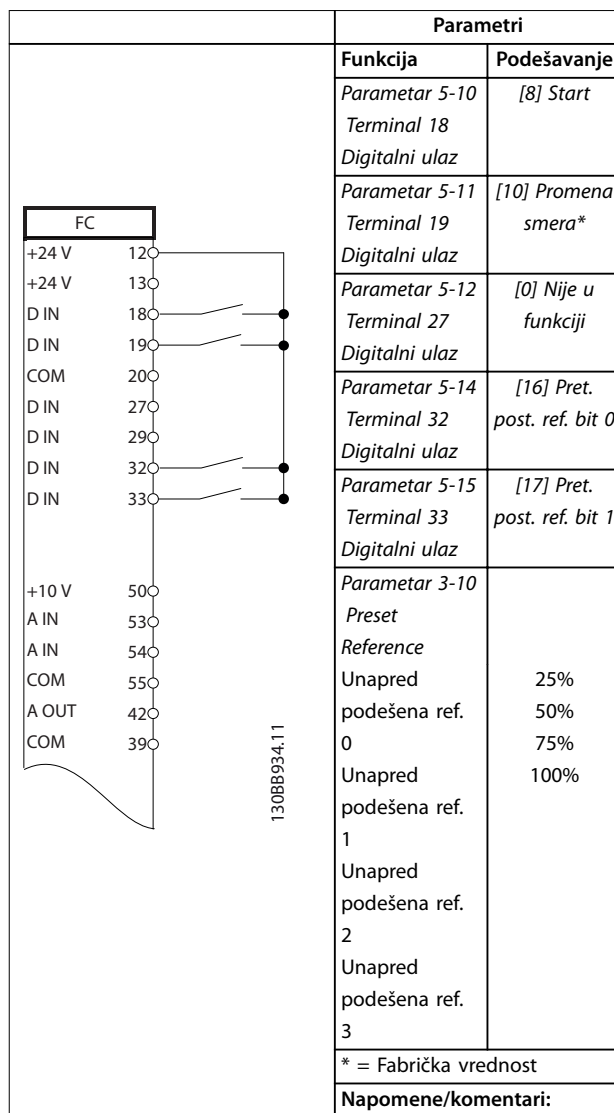 FC
+24 V 12
+24 V 13
D IN 18
D IN 19
COM 20
D IN 27
D IN 29
D IN 32
D IN 33
+10 V 50
A IN 53
A IN 54
COM 55
A OUT 42
COM 39
130BB934.11
Parametri
Funkcija Podešavanje
Parametar 5-10 [8] Start
Terminal 18
Digitalni ulaz
Parametar 5-11 [10] Promena
Terminal 19 smera*
Digitalni ulaz
Parametar 5-12 [0] Nije u
Terminal 27 funkciji
Digitalni ulaz
Parametar 5-14 [16] Pret.
Terminal 32 post. ref. bit 0
Digitalni ulaz
Parametar 5-15 [17] Pret.
Terminal 33 post. ref. bit 1
Digitalni ulaz
Parametar 3-10
Preset
Reference
Unapred 25%
podešena ref. 50%
0 75%
Unapred 100%
podešena ref.
1
Unapred
podešena ref.
2
Unapred
podešena ref.
3
* = Fabrička vrednost
Napomene/komentari: